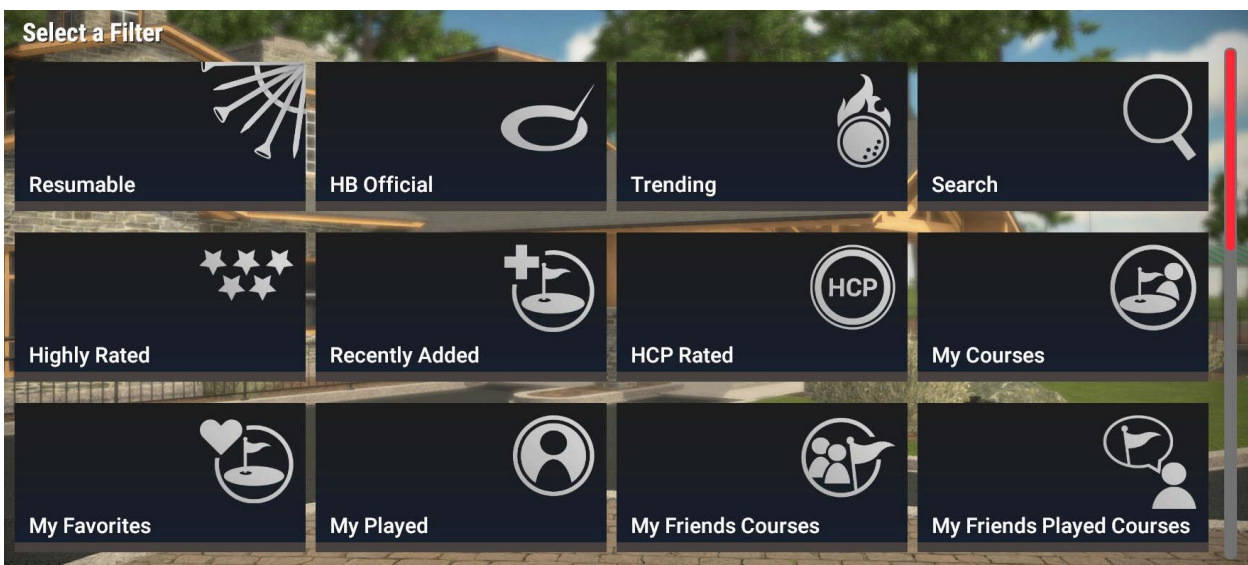 Select a Filter
Resumable
HB Official
Trending
Search
Highly Rated
Recently Added
HCP
HCP Rated
My Courses
My Favorites
My Played
My Friends Courses
My Friends Played Courses